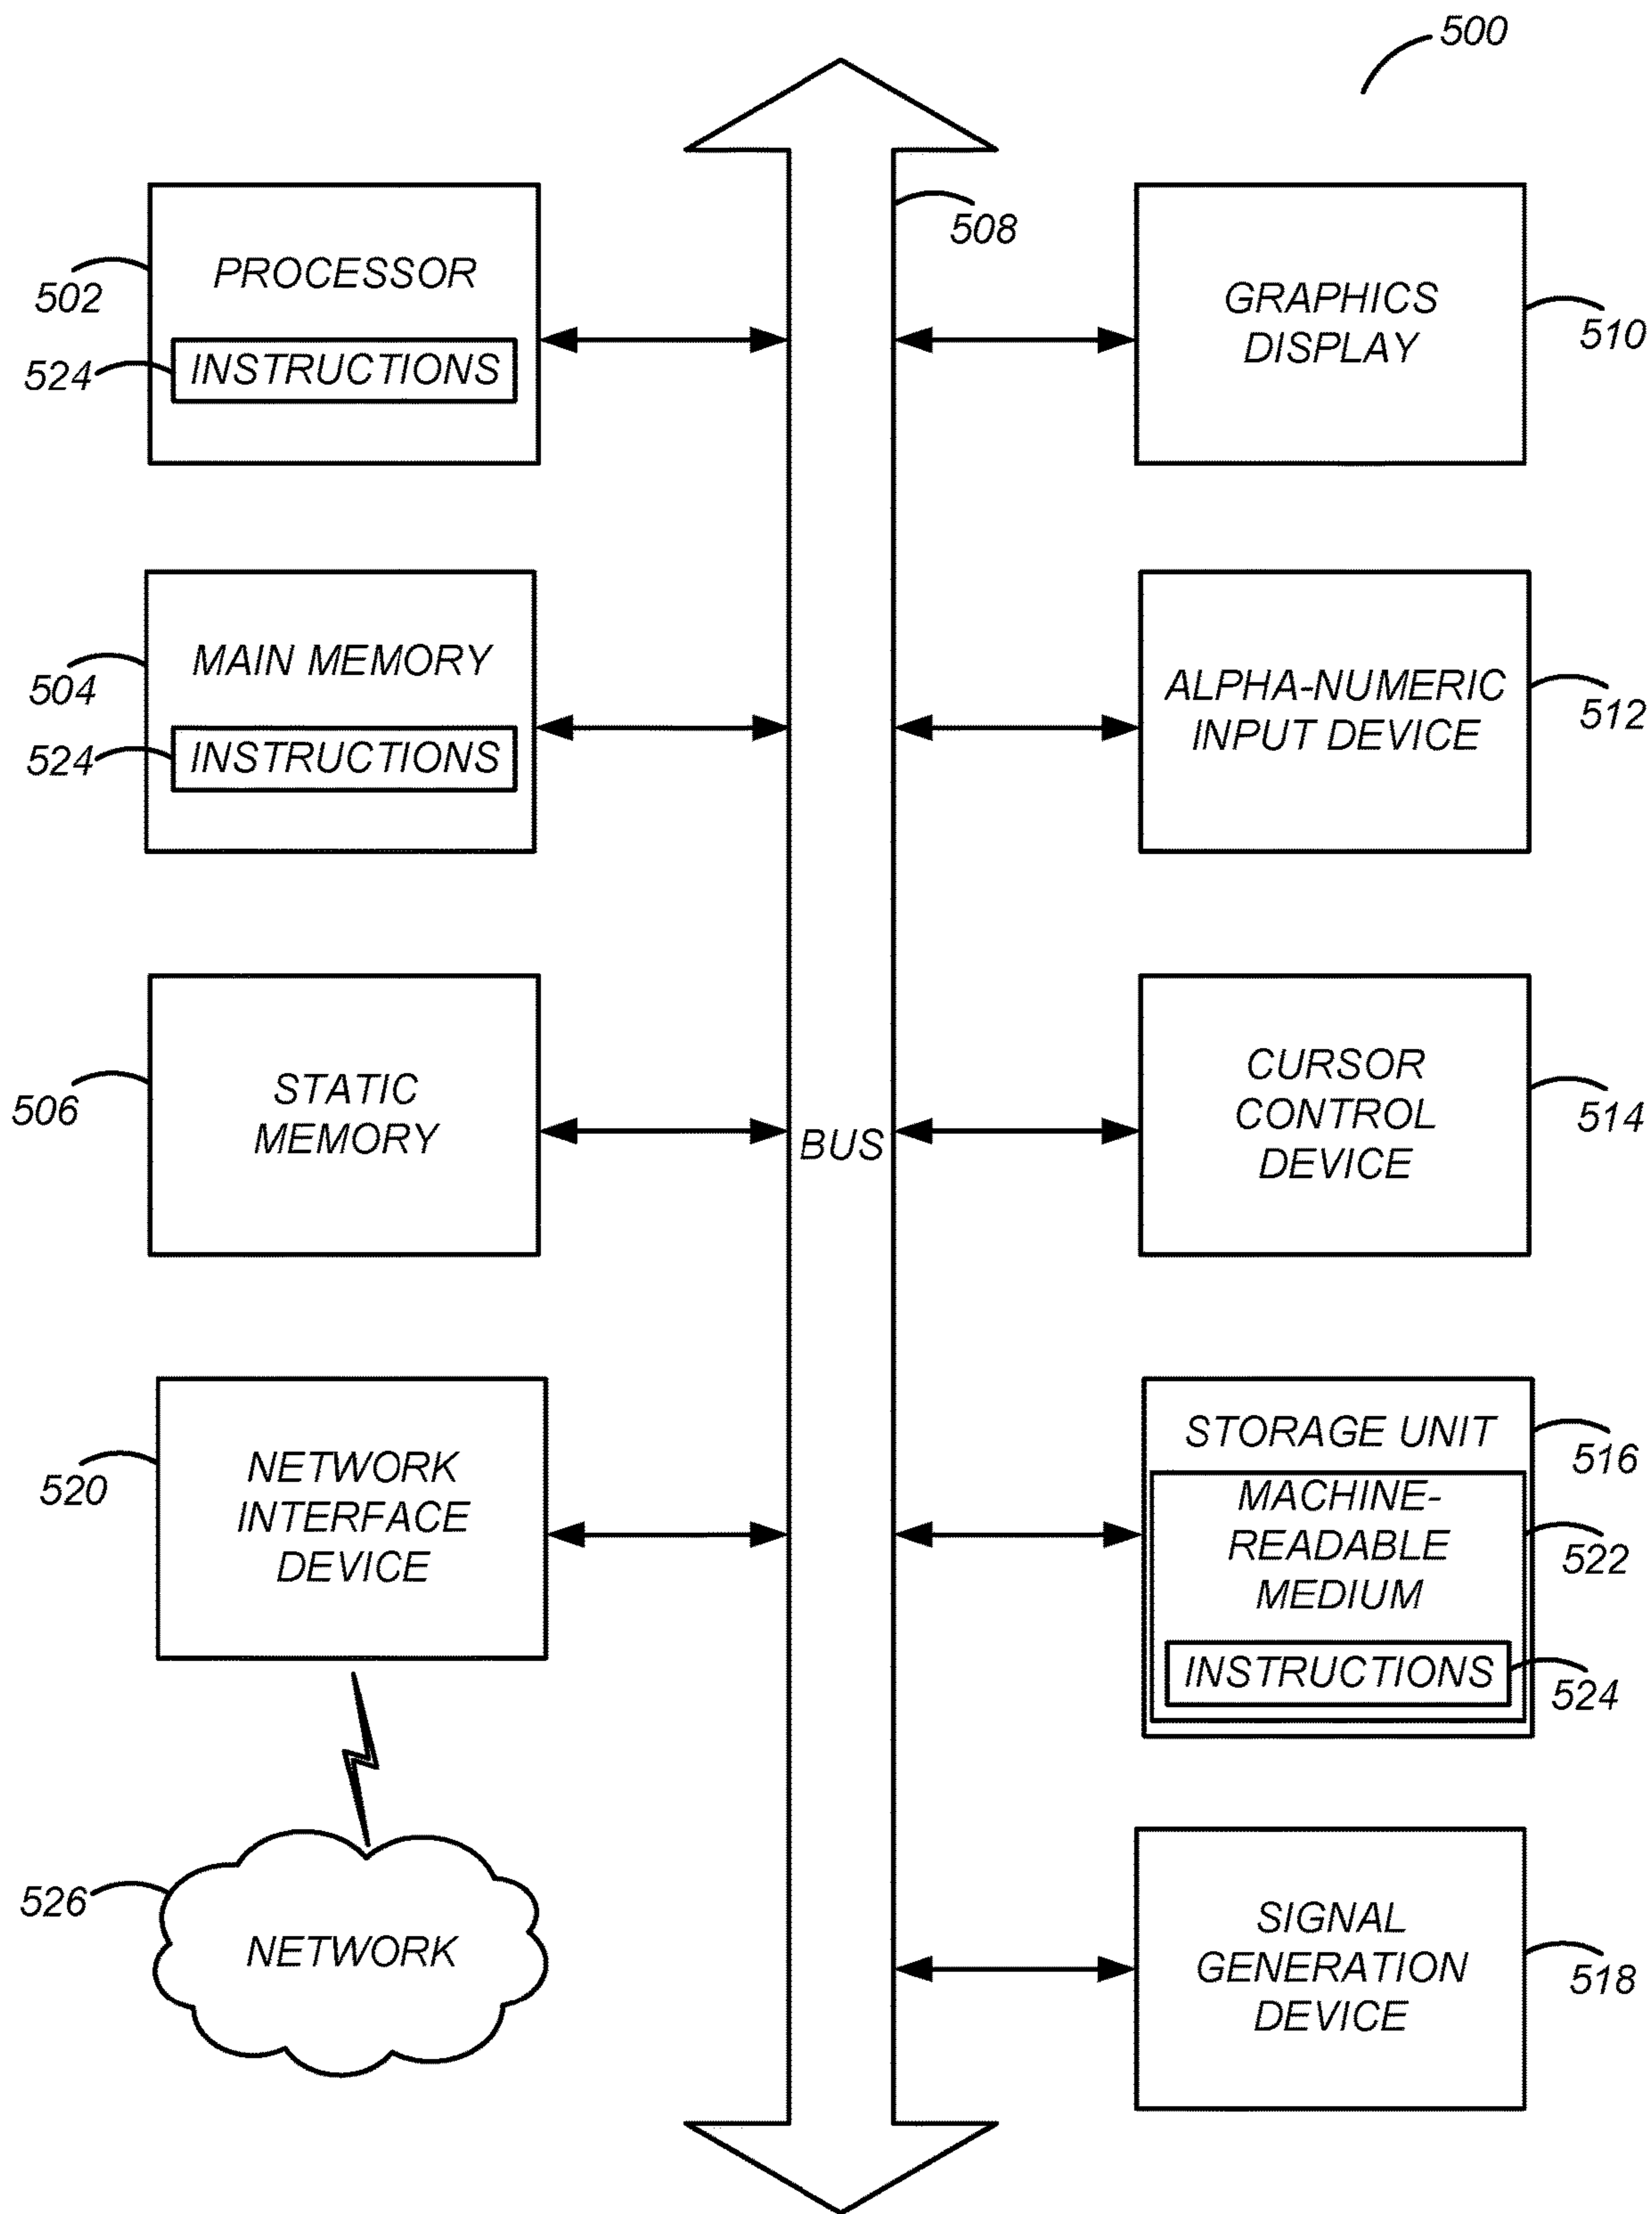 500
508
PROCESSOR
502
INSTRUCTIONS
524
GRAPHICS
DISPLAY
510
MAIN MEMORY
504
INSTRUCTIONS
524
ALPHA-NUMERIC
INPUT DEVICE
512
STATIC
MEMORY
506
BUS
CURSOR
CONTROL
DEVICE
514
NETWORK
INTERFACE
DEVICE
520
STORAGE UNIT
516
MACHINE-
READABLE
MEDIUM
522
INSTRUCTIONS
524
526
NETWORK
SIGNAL
GENERATION
DEVICE
518